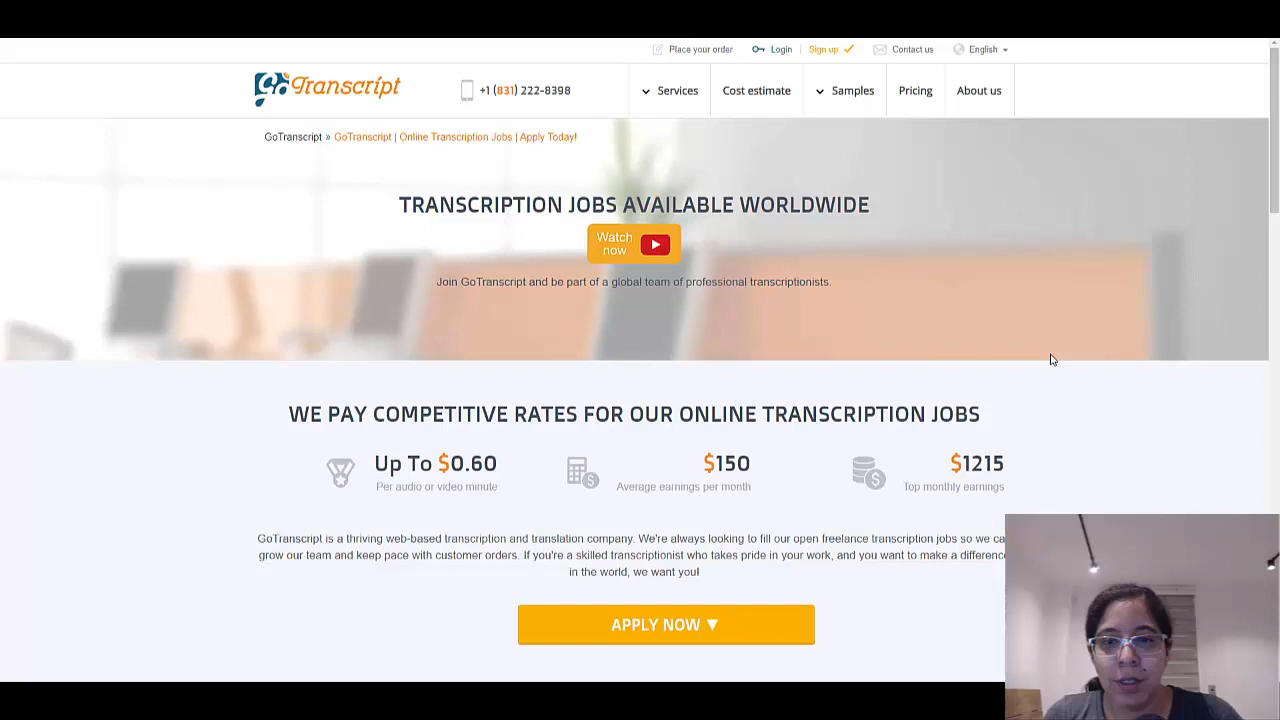 Place your order
Login
Sign up
Contact us
English
GoTranscript
+1 (831) 222-8398
Services
Cost estimate
Samples
Pricing
About us
GoTranscript » GoTranscript | Online Transcription Jobs | Apply Today!
TRANSCRIPTION JOBS AVAILABLE WORLDWIDE
Watch
now
Join GoTranscript and be part of a global team of professional transcriptionists.
WE PAY COMPETITIVE RATES FOR OUR ONLINE TRANSCRIPTION JOBS
Up To $0.60
Per audio or video minute
$150
Average earnings per month
$1215
Top monthly earnings
GoTranscript is a thriving web-based transcription and translation company. We're always looking to fill our open freelance transcription jobs so we ca
grow our team and keep pace with customer orders. If you're a skilled transcriptionist who takes pride in your work, and you want to make a difference
in the world, we want you!
APPLY NOW ▼